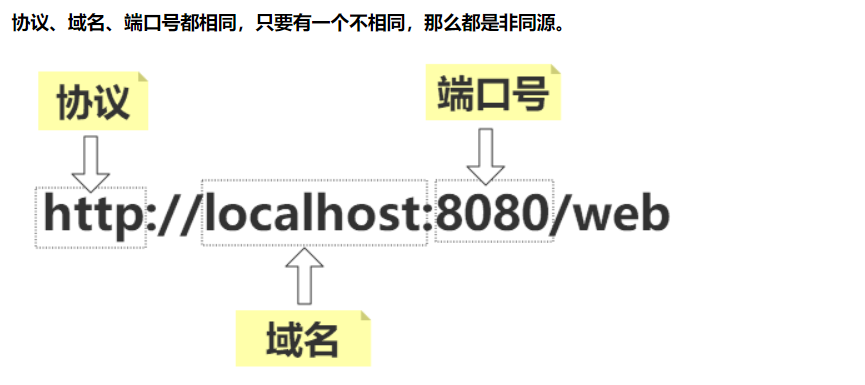 协议、域名、端口号都相同，只要有一个不相同，那么都是非同源。
协议
端口号
http://localhost:8080/web
域名